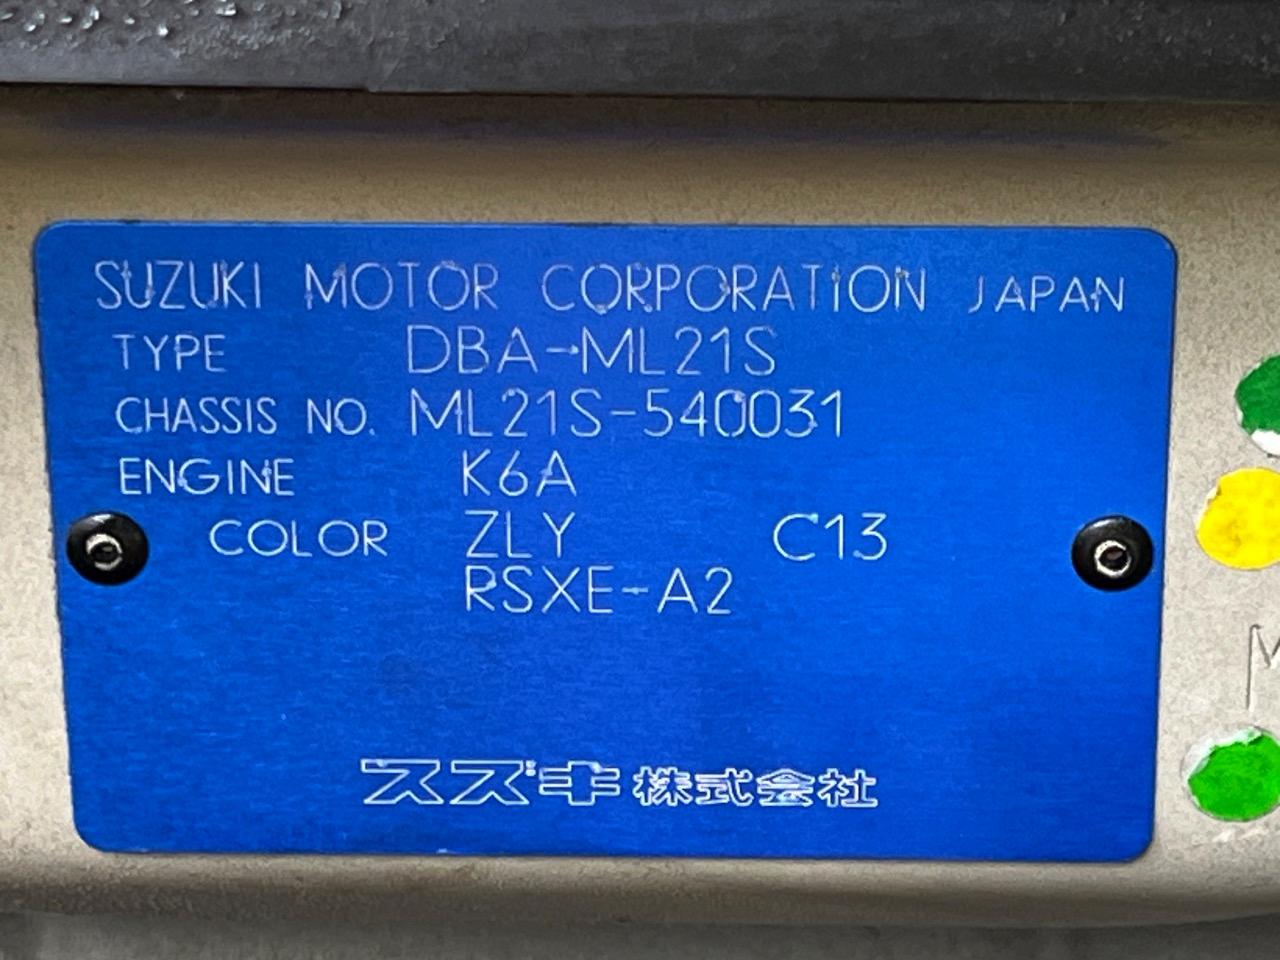 SUZUKI MOTOR CORPORATION JAPAN
TYPE DBA-ML21S
CHASSIS NO. ML21S-540031
ENGINE K6A
COLOR ZLY C13
RSXE-A2
スズキ株式会社
M